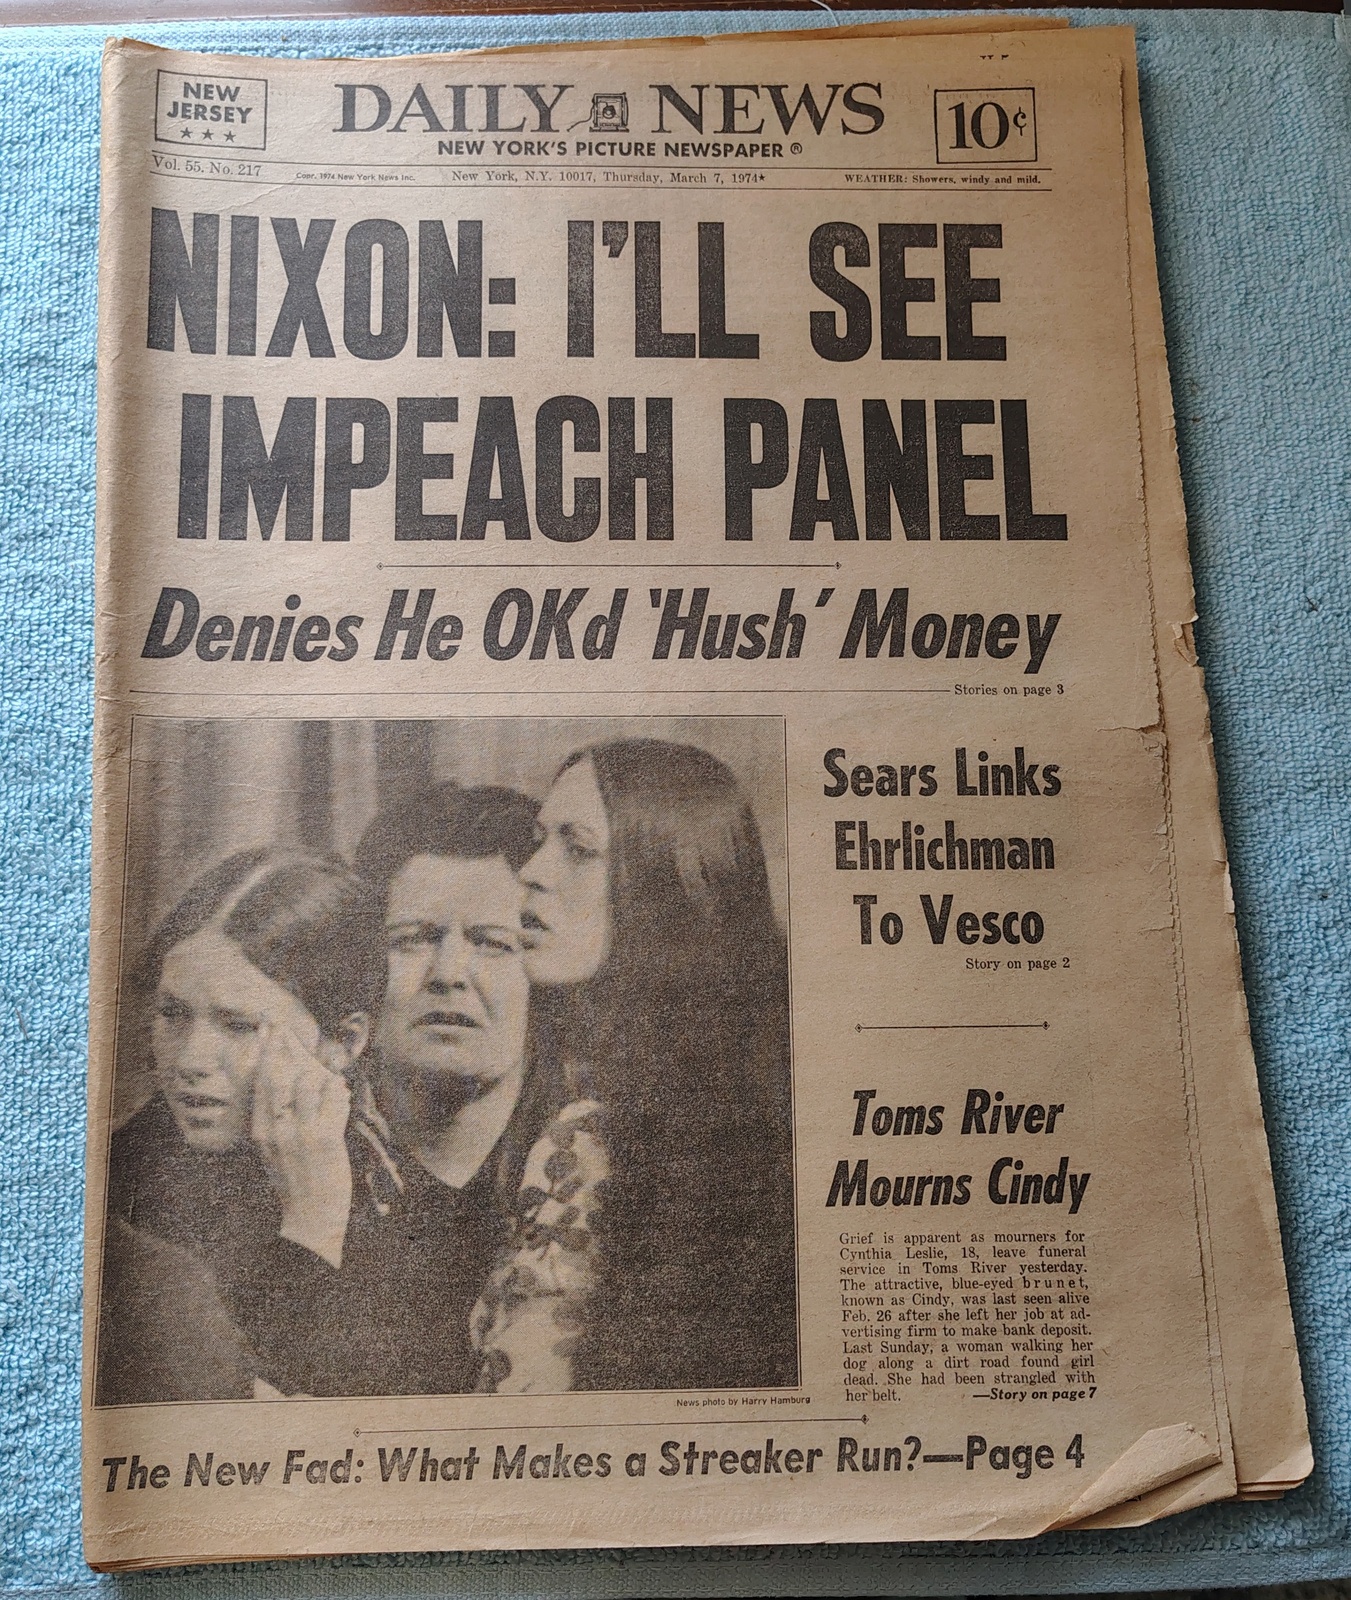 NEW
JERSEY
★ ★ ★
DAILY NEWS
NEW YORK'S PICTURE NEWSPAPER ®
10¢
Vol. 55. No. 217
Copr. 1974 New York News Inc.
New York, N.Y. 10017, Thursday, March 7, 1974★
WEATHER: Showers, windy and mild.
NIXON: I'LL SEE
IMPEACH PANEL
Denies He OKd 'Hush' Money
Stories on page 3
Sears Links
Ehrlichman
To Vesco
Story on page 2
Toms River
Mourns Cindy
Grief is apparent as mourners for
Cynthia Leslie, 18, leave funeral
service in Toms River yesterday.
The attractive, blue-eyed brunet,
known as Cindy, was last seen alive
Feb. 26 after she left her job at ad-
vertising firm to make bank deposit.
Last Sunday, a woman walking her
dog along a dirt road found girl
dead. She had been strangled with
her belt. —Story on page 7
News photo by Harry Hamburg
The New Fad: What Makes a Streaker Run?—Page 4